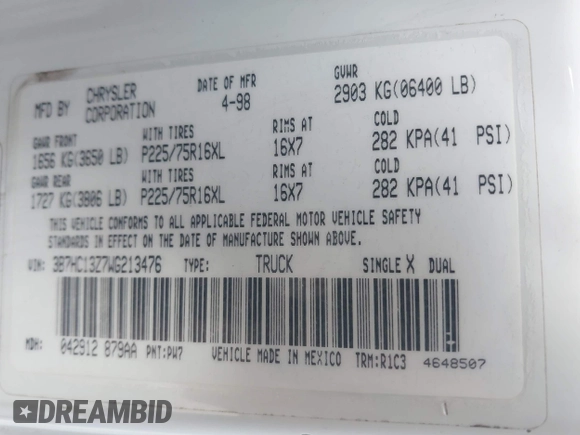 MFD BY CHRYSLER CORPORATION DATE OF MFR 4-98 GVWR 2903 KG(06400 LB)
GAWR FRONT WITH TIRES RIMS AT COLD
1656 KG(3650 LB) P225/75R16XL 16X7 282 KPA(41 PSI)
GAWR REAR WITH TIRES RIMS AT COLD
1727 KG(3806 LB) P225/75R16XL 16X7 282 KPA(41 PSI)
THIS VEHICLE CONFORMS TO ALL APPLICABLE FEDERAL MOTOR VEHICLE SAFETY
STANDARDS IN EFFECT ON THE DATE OF MANUFACTURE SHOWN ABOVE.
VIN: 3B7HC13Z7WG213476 TYPE: TRUCK SINGLE X DUAL
MDH: 042912 879AA PNT:PW7 VEHICLE MADE IN MEXICO TRM:R1C3 4648507
DREAMBID